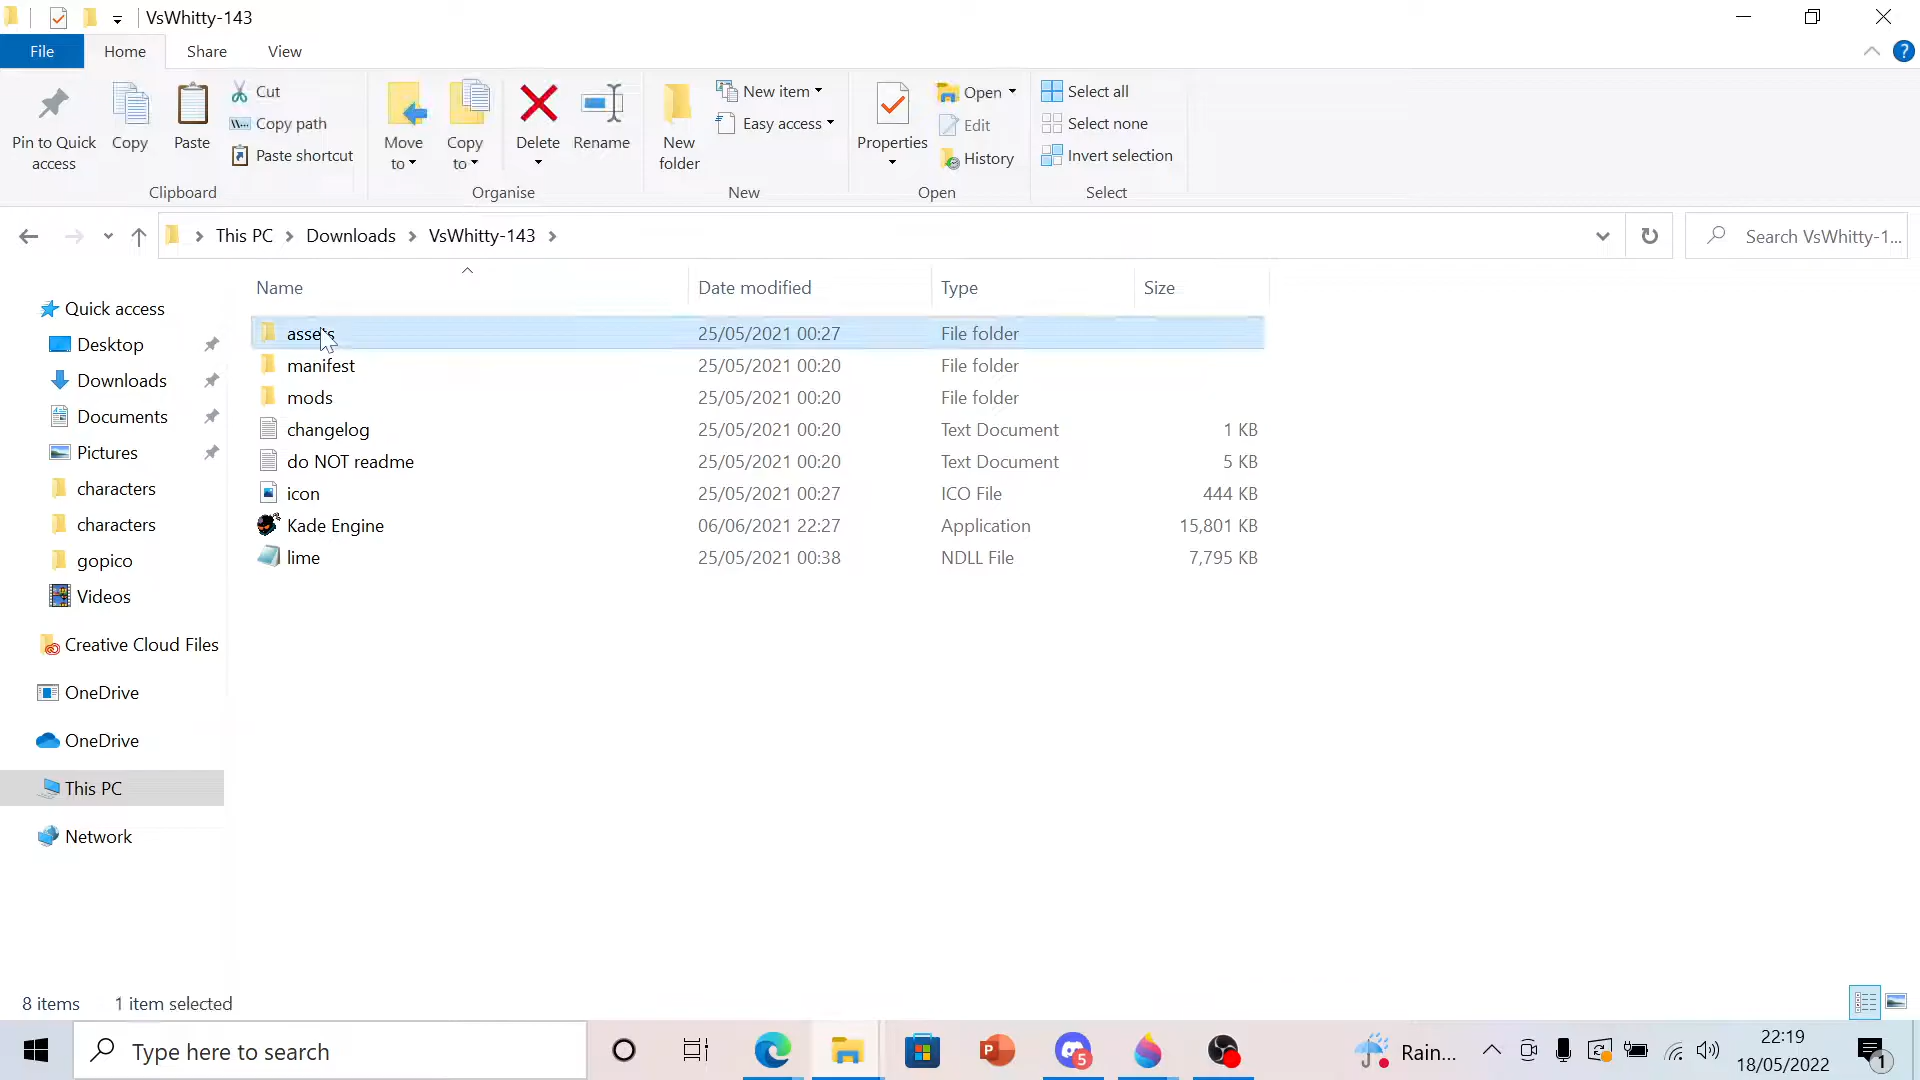 VsWhitty-143
File Home Share View
Pin to Quick access
Copy
Paste
Cut
Copy path
Paste shortcut
Clipboard
Move to
Copy to
Delete
Rename
Organise
New folder
New item
Easy access
New
Properties
Open
Edit
History
Open
Select all
Select none
Invert selection
Select
This PC Downloads VsWhitty-143
Search VsWhitty-1...
Name Date modified Type Size
assets 25/05/2021 00:27 File folder
manifest 25/05/2021 00:20 File folder
mods 25/05/2021 00:20 File folder
changelog 25/05/2021 00:20 Text Document 1 KB
do NOT readme 25/05/2021 00:20 Text Document 5 KB
icon 25/05/2021 00:27 ICO File 444 KB
Kade Engine 06/06/2021 22:27 Application 15,801 KB
lime 25/05/2021 00:38 NDLL File 7,795 KB
Quick access
Desktop
Downloads
Documents
Pictures
characters
characters
gopico
Videos
Creative Cloud Files
OneDrive
OneDrive
This PC
Network
8 items 1 item selected
Type here to search
5
Rain...
22:19
18/05/2022
1